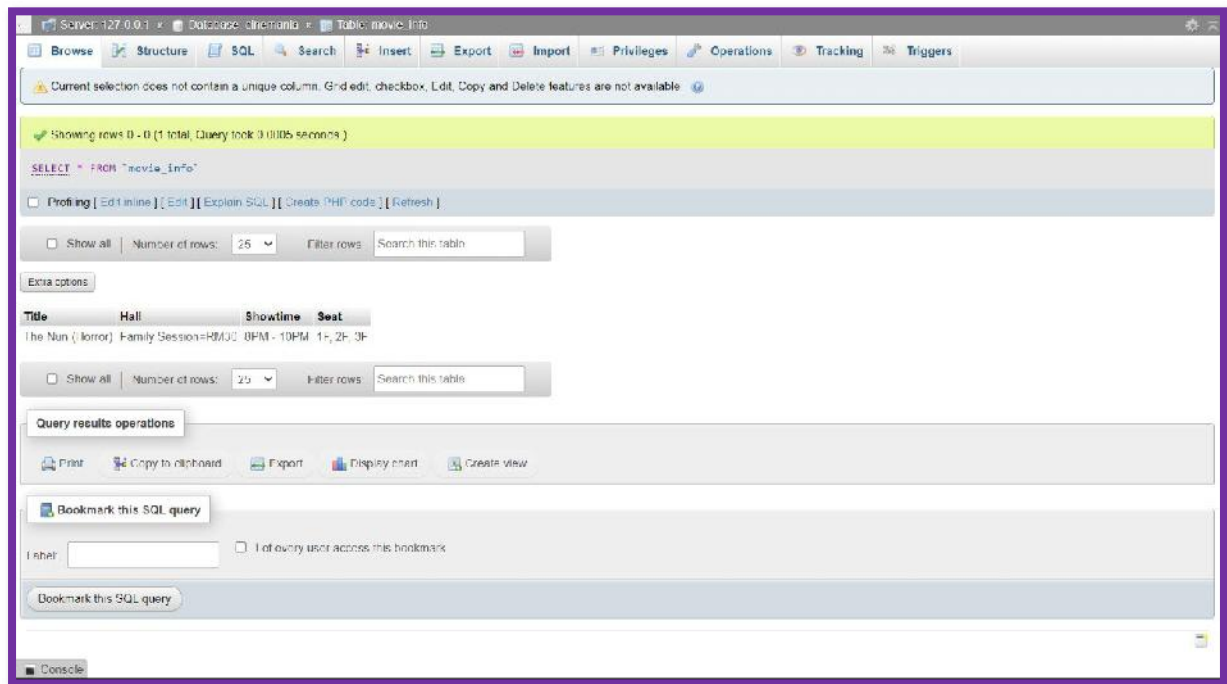 Server: 127.0.0.1 » Database: cinemania » Table: movie_info
Browse Structure SQL Search Insert Export Import Privileges Operations Tracking Triggers
Current selection does not contain a unique column. Grid edit, checkbox, Edit, Copy and Delete features are not available.
Showing rows 0 - 0 (1 total, Query took 0.0005 seconds.)
SELECT * FROM `movie_info`
Profiling [ Edit inline ] [ Edit ] [ Explain SQL ] [ Create PHP code ] [ Refresh ]
Show all Number of rows: 25 Filter rows: Search this table
Extra options
Title Hall Showtime Seat
The Nun (Horror) Family Session=RM30 8PM - 10PM 1F, 2F, 3F
Show all Number of rows: 25 Filter rows: Search this table
Query results operations
Print Copy to clipboard Export Display chart Create view
Bookmark this SQL query
Label: Let every user access this bookmark
Bookmark this SQL query
Console